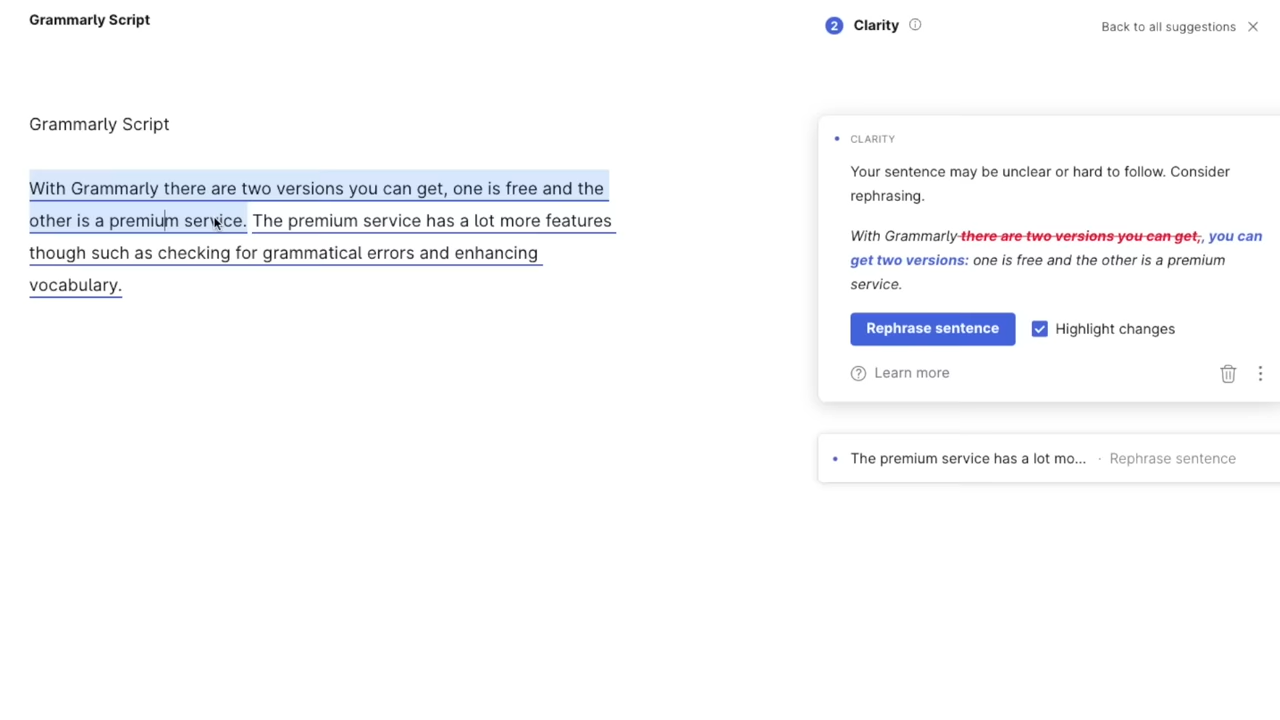 Grammarly Script
2 Clarity
Back to all suggestions
Grammarly Script
With Grammarly there are two versions you can get, one is free and the
other is a premium service. The premium service has a lot more features
though such as checking for grammatical errors and enhancing
vocabulary.
CLARITY
Your sentence may be unclear or hard to follow. Consider
rephrasing.
With Grammarly there are two versions you can get,, you can
get two versions: one is free and the other is a premium
service.
Rephrase sentence
Highlight changes
Learn more
The premium service has a lot mo... · Rephrase sentence